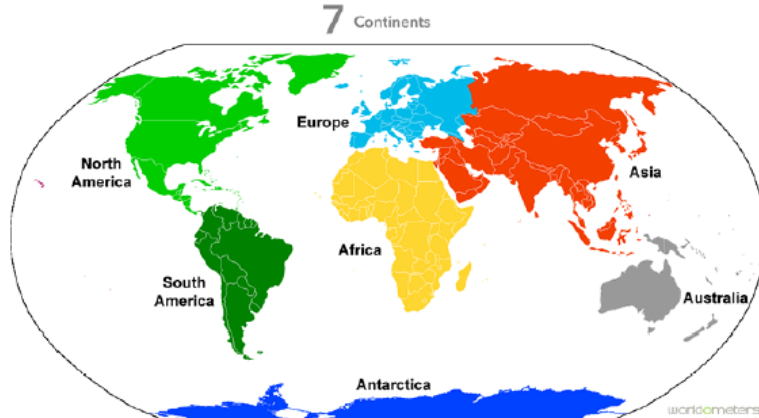 7 Continents
Europe
North
America
Asia
Africa
South
America
Australia
Antarctica
worldometers